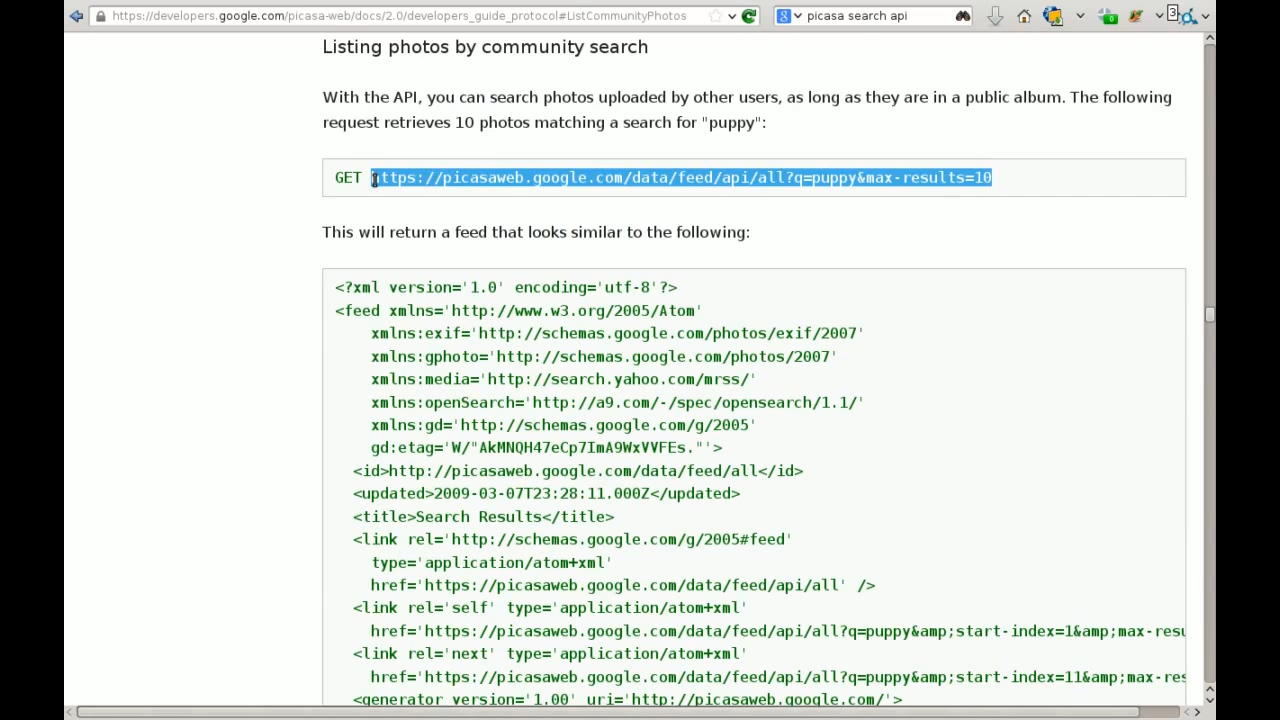 https://developers.google.com/picasa-web/docs/2.0/developers_guide_protocol#ListCommunityPhotos
picasa search api
3
Listing photos by community search
With the API, you can search photos uploaded by other users, as long as they are in a public album. The following
request retrieves 10 photos matching a search for "puppy":
GET https://picasaweb.google.com/data/feed/api/all?q=puppy&max-results=10
This will return a feed that looks similar to the following:
<?xml version='1.0' encoding='utf-8'?>
<feed xmlns='http://www.w3.org/2005/Atom'
xmlns:exif='http://schemas.google.com/photos/exif/2007'
xmlns:gphoto='http://schemas.google.com/photos/2007'
xmlns:media='http://search.yahoo.com/mrss/'
xmlns:openSearch='http://a9.com/-/spec/opensearch/1.1/'
xmlns:gd='http://schemas.google.com/g/2005'
gd:etag='W/"AkMNQH47eCp7ImA9WxVVFEs."'>
<id>http://picasaweb.google.com/data/feed/all</id>
<updated>2009-03-07T23:28:11.000Z</updated>
<title>Search Results</title>
<link rel='http://schemas.google.com/g/2005#feed'
type='application/atom+xml'
href='https://picasaweb.google.com/data/feed/api/all' />
<link rel='self' type='application/atom+xml'
href='https://picasaweb.google.com/data/feed/api/all?q=puppy&amp;start-index=1&amp;max-resu
<link rel='next' type='application/atom+xml'
href='https://picasaweb.google.com/data/feed/api/all?q=puppy&amp;start-index=11&amp;max-res
<generator version='1.00' uri='http://picasaweb.google.com/'>